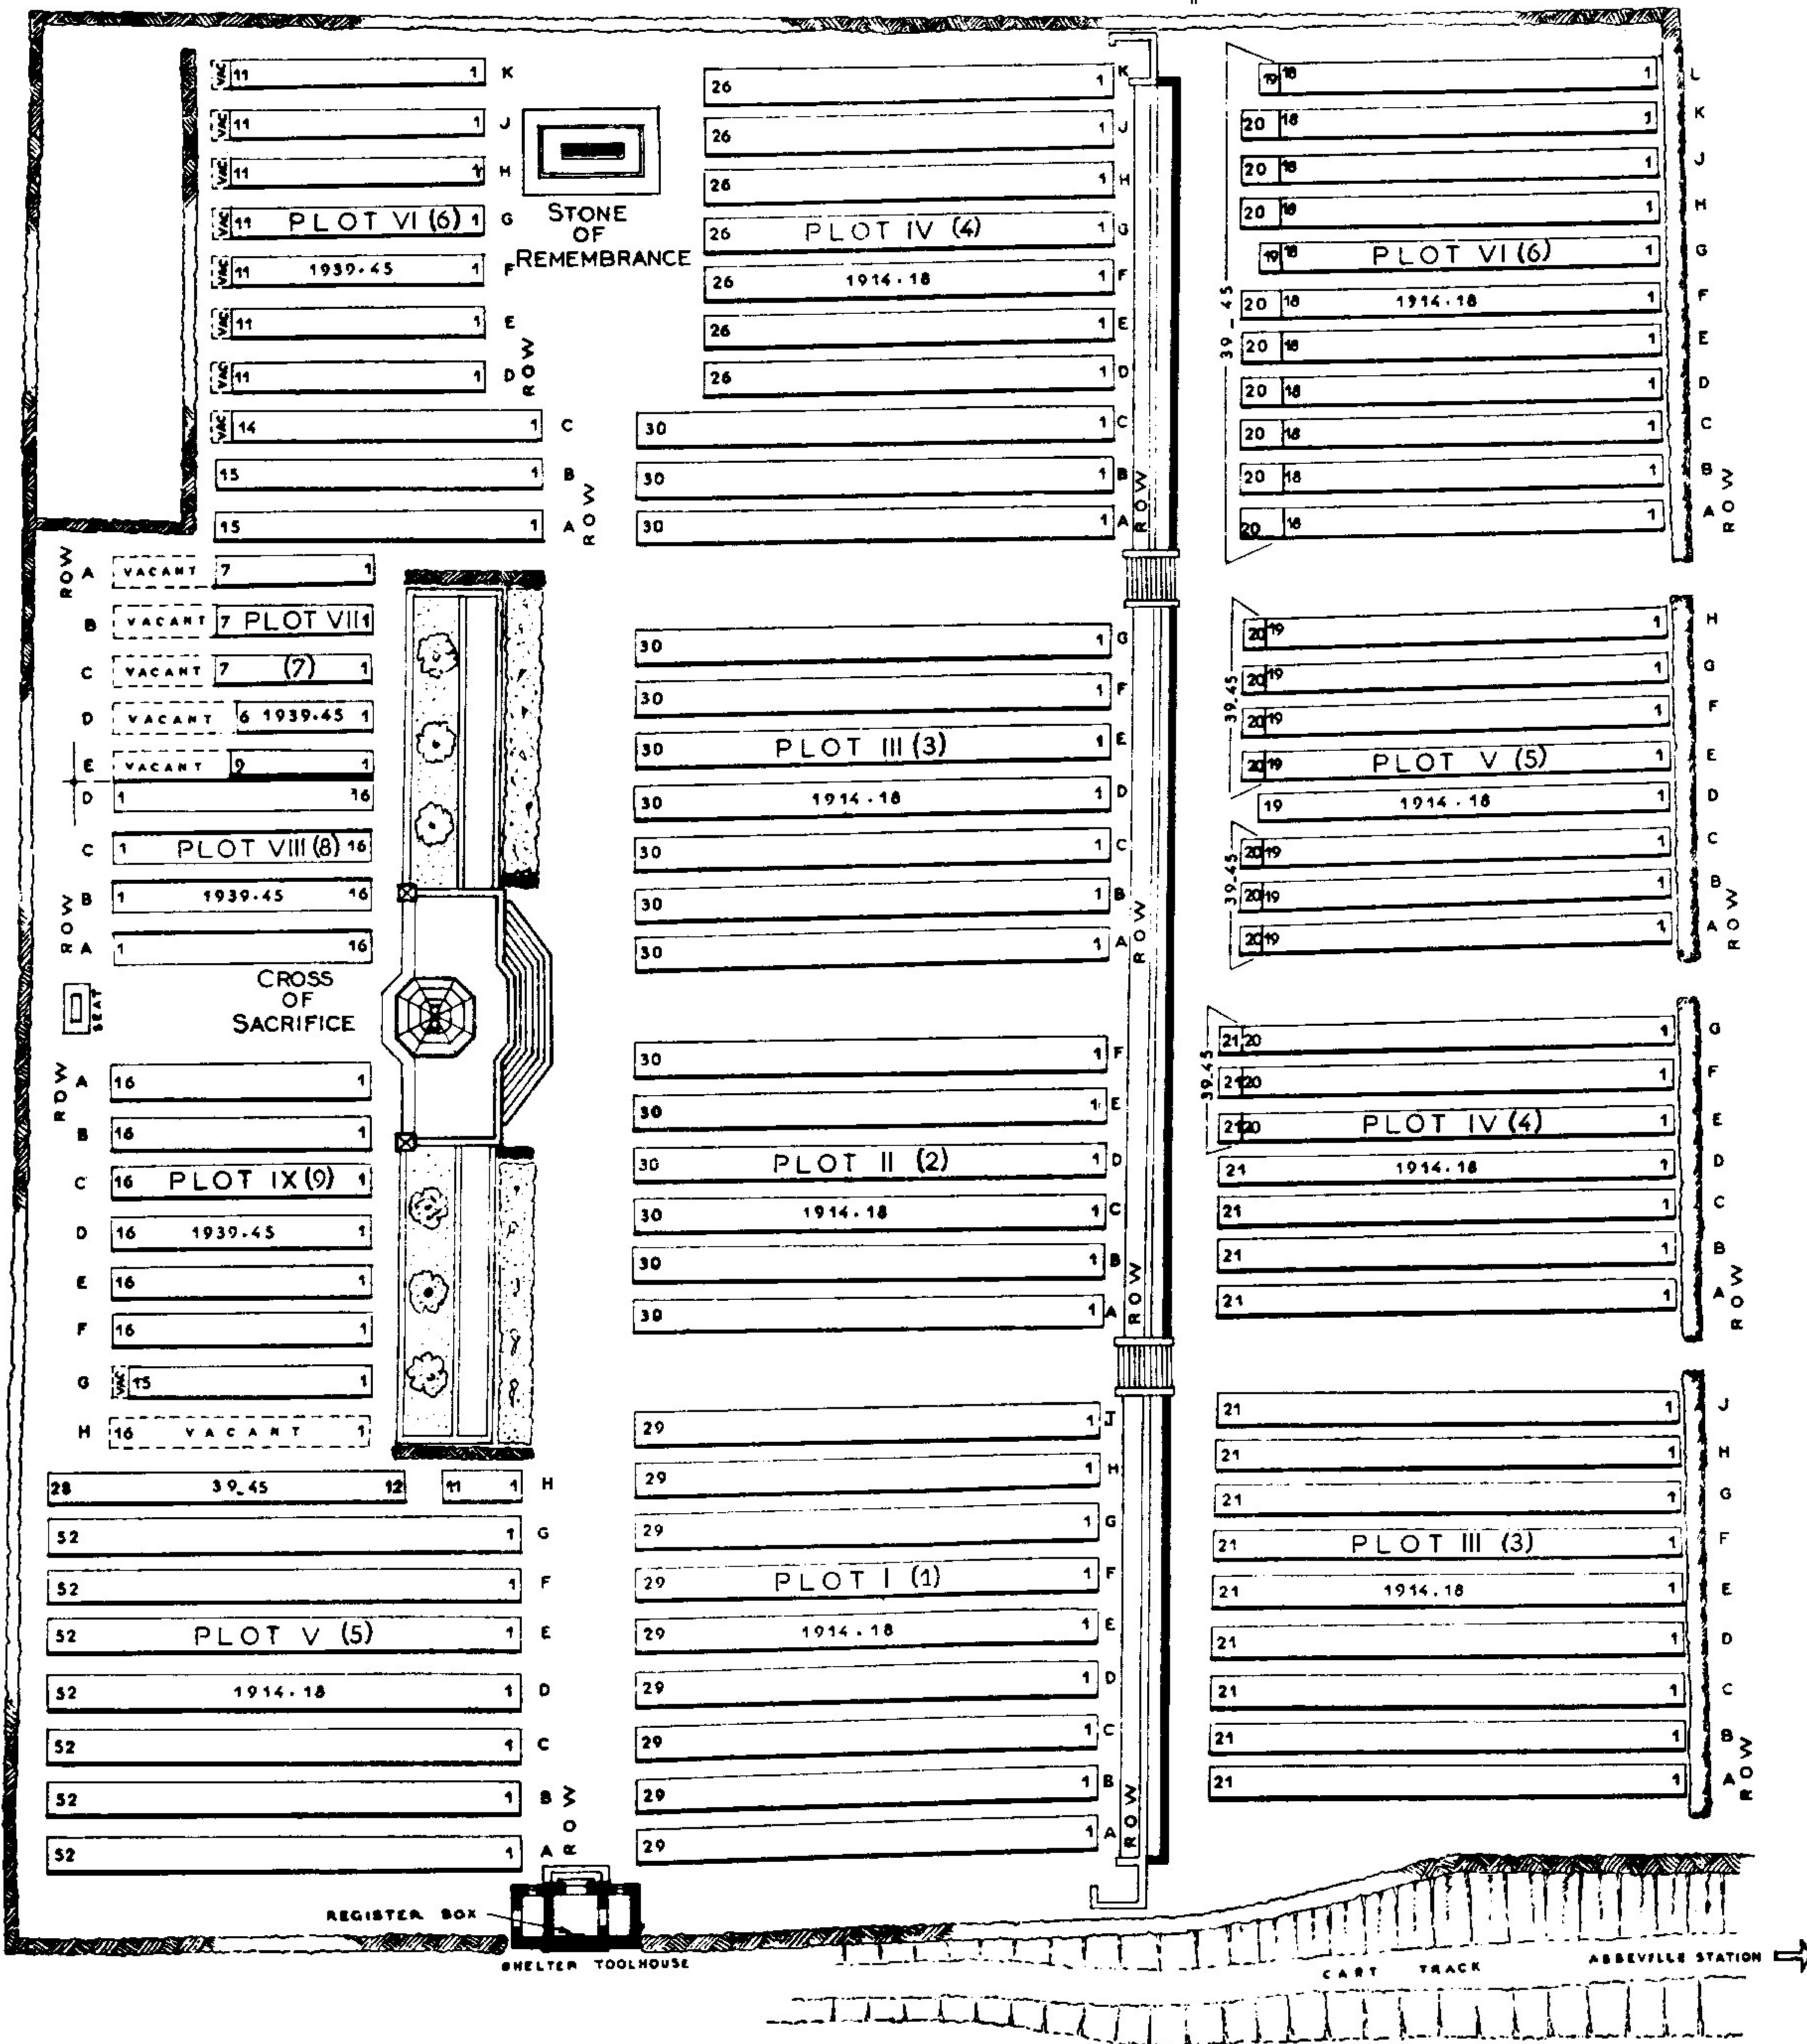 VAC 11 1 K
VAC 11 1 J
VAC 11 1 H
VAC 11 PLOT VI (6) 1 G
VAC 11 1939.45 1 F
VAC 11 1 E
VAC 11 1 D
ROW
VAC 14 1 C
15 1 B
15 1 A
ROW
STONE
OF
REMEMBRANCE
26 1 K
26 1 J
26 1 H
26 PLOT IV (4) 1 G
26 1914.18 1 F
26 1 E
26 1 D
30 1 C
30 1 B
30 1 A
ROW
39_45
19 18 1 L
20 18 1 K
20 18 1 J
20 18 1 H
19 18 PLOT VI (6) 1 G
20 18 1914.18 1 F
20 18 1 E
20 18 1 D
20 18 1 C
20 18 1 B
20 18 1 A
ROW
ROW
A VACANT 7 1
B VACANT 7 PLOT VII 1
C VACANT 7 (7) 1
D VACANT 6 1939.45 1
E VACANT 9 1
D 1 16
C 1 PLOT VIII (8) 16
B 1 1939.45 16
A 1 16
ROW
SEAT
CROSS
OF
SACRIFICE
30 1 G
30 1 F
30 PLOT III (3) 1 E
30 1914.18 1 D
30 1 C
30 1 B
30 1 A
ROW
39.45
20 19 1 H
20 19 1 G
20 19 1 F
20 19 PLOT V (5) 1 E
19 1914.18 1 D
39_45
20 19 1 C
20 19 1 B
20 19 1 A
ROW
ROW
A 16 1
B 16 1
C 16 PLOT IX (9) 1
D 16 1939.45 1
E 16 1
F 16 1
G VAC 15 1
H 16 VACANT 1
30 1 F
30 1 E
30 PLOT II (2) 1 D
30 1914.18 1 C
30 1 B
30 1 A
ROW
39.45
21 20 1 G
21 20 1 F
21 20 PLOT IV (4) 1 E
21 1914.18 1 D
21 1 C
21 1 B
21 1 A
ROW
28 39_45 12 11 1 H
52 1 G
52 1 F
52 PLOT V (5) 1 E
52 1914.18 1 D
52 1 C
52 1 B
52 1 A
ROW
29 1 J
29 1 H
29 1 G
29 PLOT I (1) 1 F
29 1914.18 1 E
29 1 D
29 1 C
29 1 B
29 1 A
ROW
21 1 J
21 1 H
21 1 G
21 PLOT III (3) 1 F
21 1914.18 1 E
21 1 D
21 1 C
21 1 B
21 1 A
ROW
REGISTER BOX
SHELTER TOOLHOUSE
CART TRACK
ABBEVILLE STATION